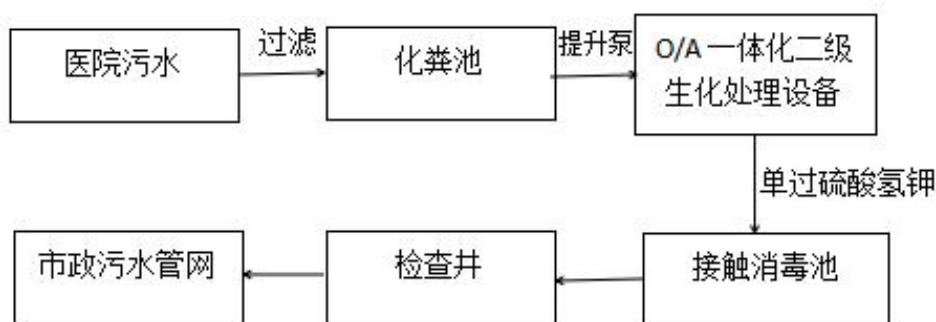 医院污水
过滤
化粪池
提升泵
O/A一体化二级
生化处理设备
单过硫酸氢钾
接触消毒池
检查井
市政污水管网